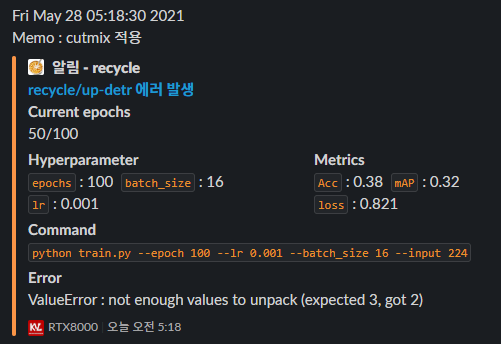 Fri May 28 05:18:30 2021
Memo : cutmix 적용
알림 - recycle
recycle/up-detr 에러 발생
Current epochs
50/100
Hyperparameter
epochs : 100 batch_size : 16
lr : 0.001
Metrics
Acc : 0.38 mAP : 0.32
loss : 0.821
Command
python train.py --epoch 100 --lr 0.001 --batch_size 16 --input 224
Error
ValueError : not enough values to unpack (expected 3, got 2)
RTX8000 | 오늘 오전 5:18